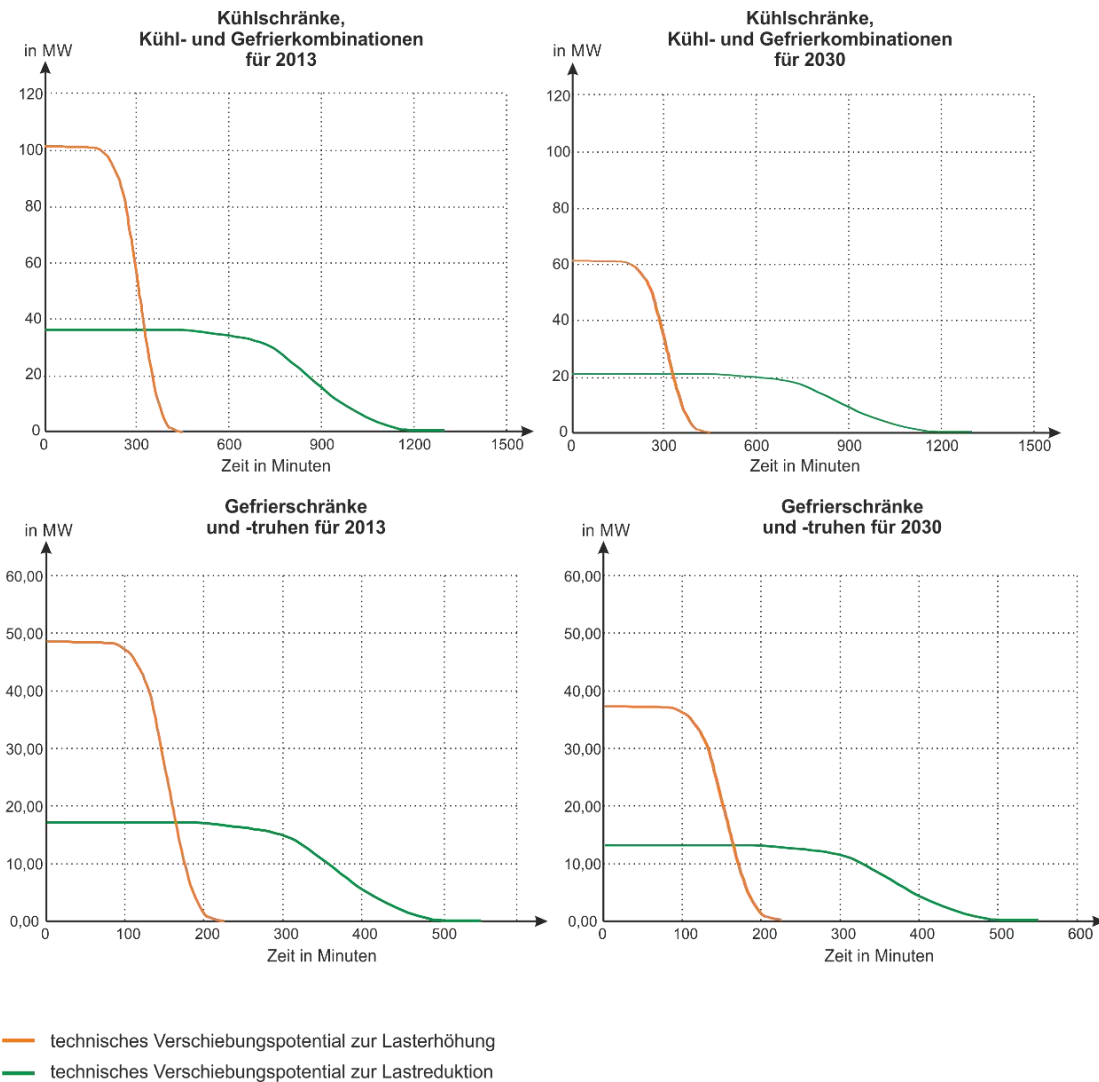 Kühlschränke,
Kühl- und Gefrierkombinationen
für 2013
in MW
120
100
80
60
40
20
0
0 300 600 900 1200 1500
Zeit in Minuten
Kühlschränke,
Kühl- und Gefrierkombinationen
für 2030
in MW
120
100
80
60
40
20
0
0 300 600 900 1200 1500
Zeit in Minuten
Gefrierschränke
und -truhen für 2013
in MW
60,00
50,00
40,00
30,00
20,00
10,00
0,00
0 100 200 300 400 500
Zeit in Minuten
Gefrierschränke
und -truhen für 2030
in MW
60,00
50,00
40,00
30,00
20,00
10,00
0,00
0 100 200 300 400 500 600
Zeit in Minuten
technisches Verschiebungspotential zur Lasterhöhung
technisches Verschiebungspotential zur Lastreduktion